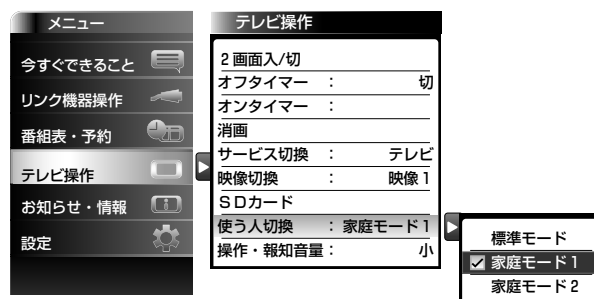 メニュー
今すぐできること
リンク機器操作
番組表・予約
テレビ操作
お知らせ・情報
設定
テレビ操作
2画面入/切
オフタイマー : 切
オンタイマー :
消画
サービス切換 : テレビ
映像切換 : 映像1
SDカード
使う人切換 : 家庭モード1
操作・報知音量 : 小
標準モード
家庭モード1
家庭モード2